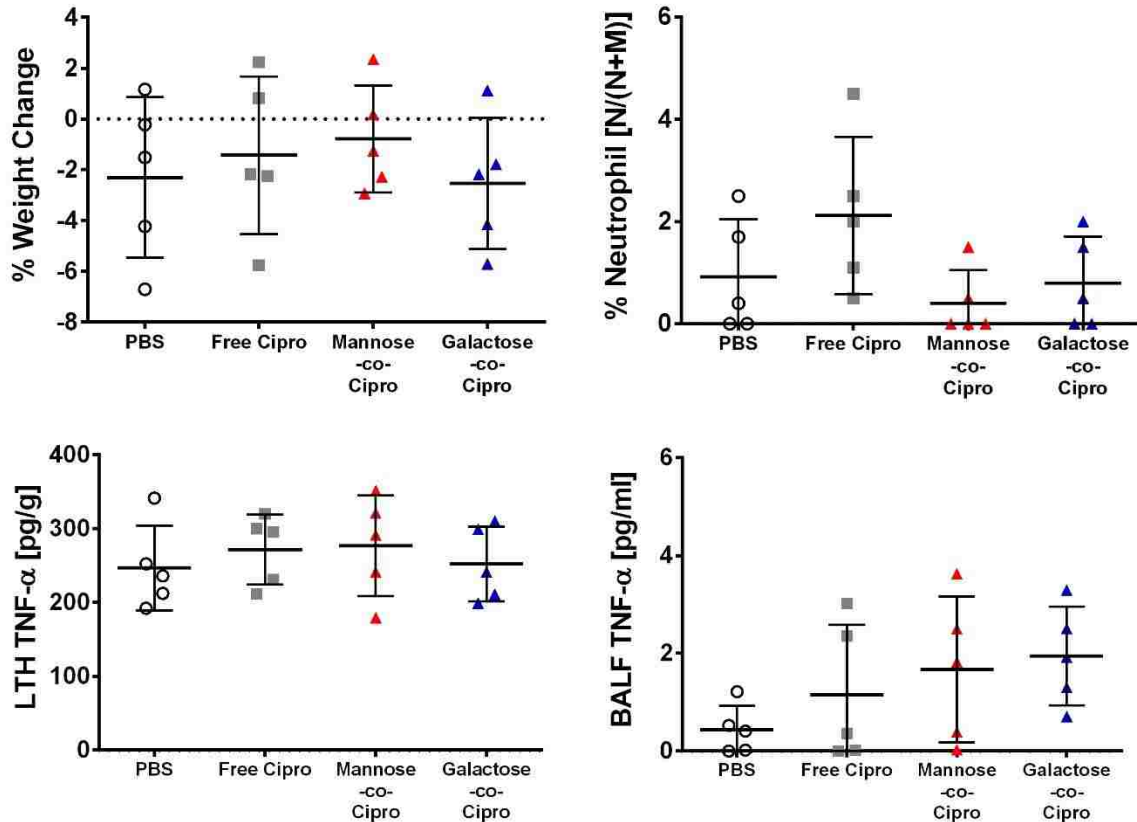 % Weight Change
4
2
0
-2
-4
-6
-8
PBS
Free Cipro
Mannose
-co-
Cipro
Galactose
-co-
Cipro
% Neutrophil [N/(N+M)]
6
4
2
0
PBS
Free Cipro
Mannose
-co-
Cipro
Galactose
-co-
Cipro
LTH TNF-α [pg/g]
400
300
200
100
0
PBS
Free Cipro
Mannose
-co-
Cipro
Galactose
-co-
Cipro
BALF TNF-α [pg/ml]
6
4
2
0
PBS
Free Cipro
Mannose
-co-
Cipro
Galactose
-co-
Cipro